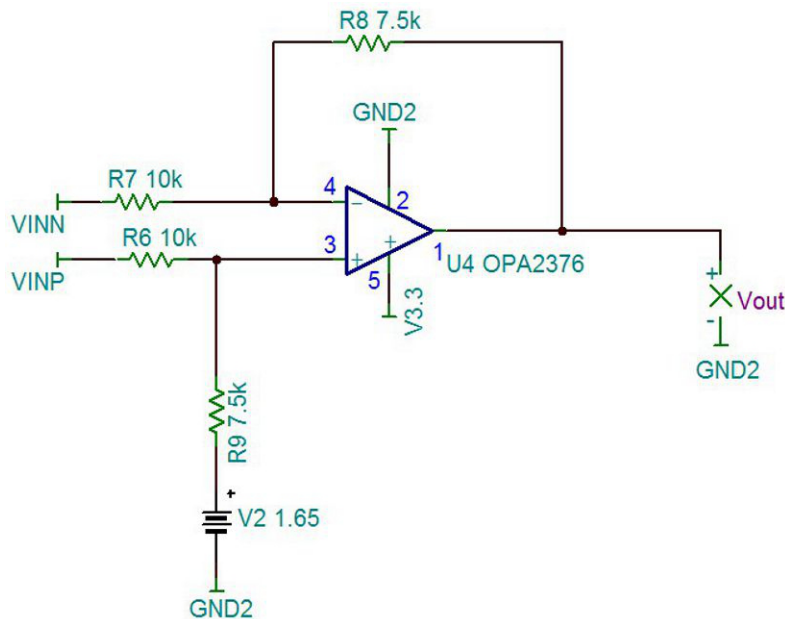 R8 7.5k
GND2
R7 10k
4
−
2
VINN
R6 10k
3
+
+
1
U4 OPA2376
VINP
5
V3.3
+
Vout
-
GND2
R9 7.5k
+
V2 1.65
GND2